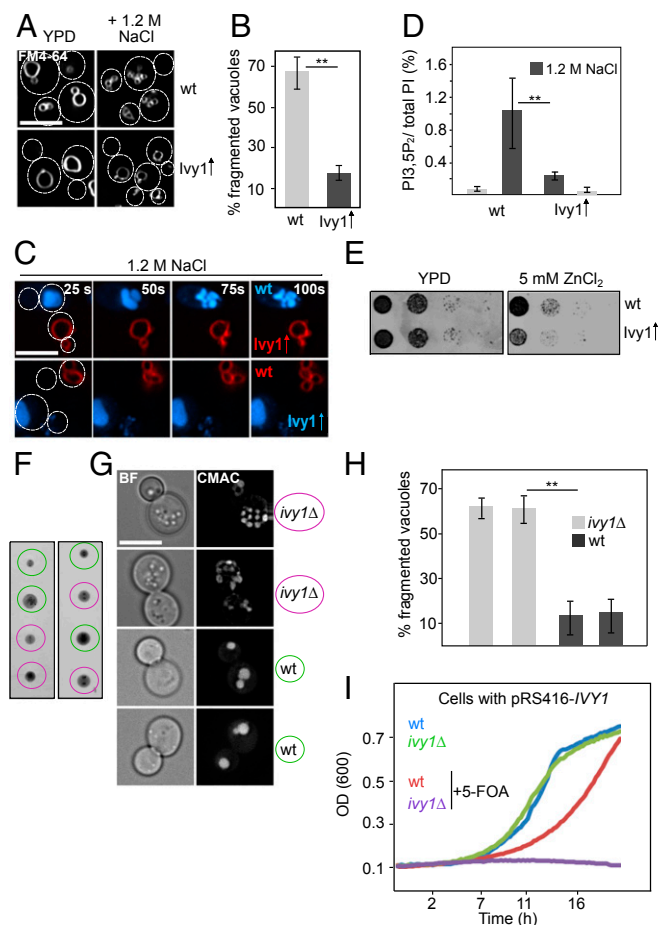 A
YPD
+ 1.2 M
NaCl
FM4-64
wt
Ivy1↑
B
% fragmented vacuoles
70
50
30
10
**
wt
Ivy1↑
D
PI3,5P₂/ total PI (%)
1.6
1.2
0.8
0.4
1.2 M NaCl
**
wt
Ivy1↑
C
1.2 M NaCl
25 s
50s
75s
wt
100s
Ivy1↑
wt
Ivy1↑
E
YPD
5 mM ZnCl₂
wt
Ivy1↑
F
G
BF
CMAC
ivy1Δ
ivy1Δ
wt
wt
H
% fragmented vacuoles
70
50
30
10
**
ivy1Δ
wt
I
Cells with pRS416-IVY1
wt
ivy1Δ
wt
ivy1Δ
+5-FOA
OD (600)
0.7
0.5
0.3
0.1
2
7
11
16
Time (h)